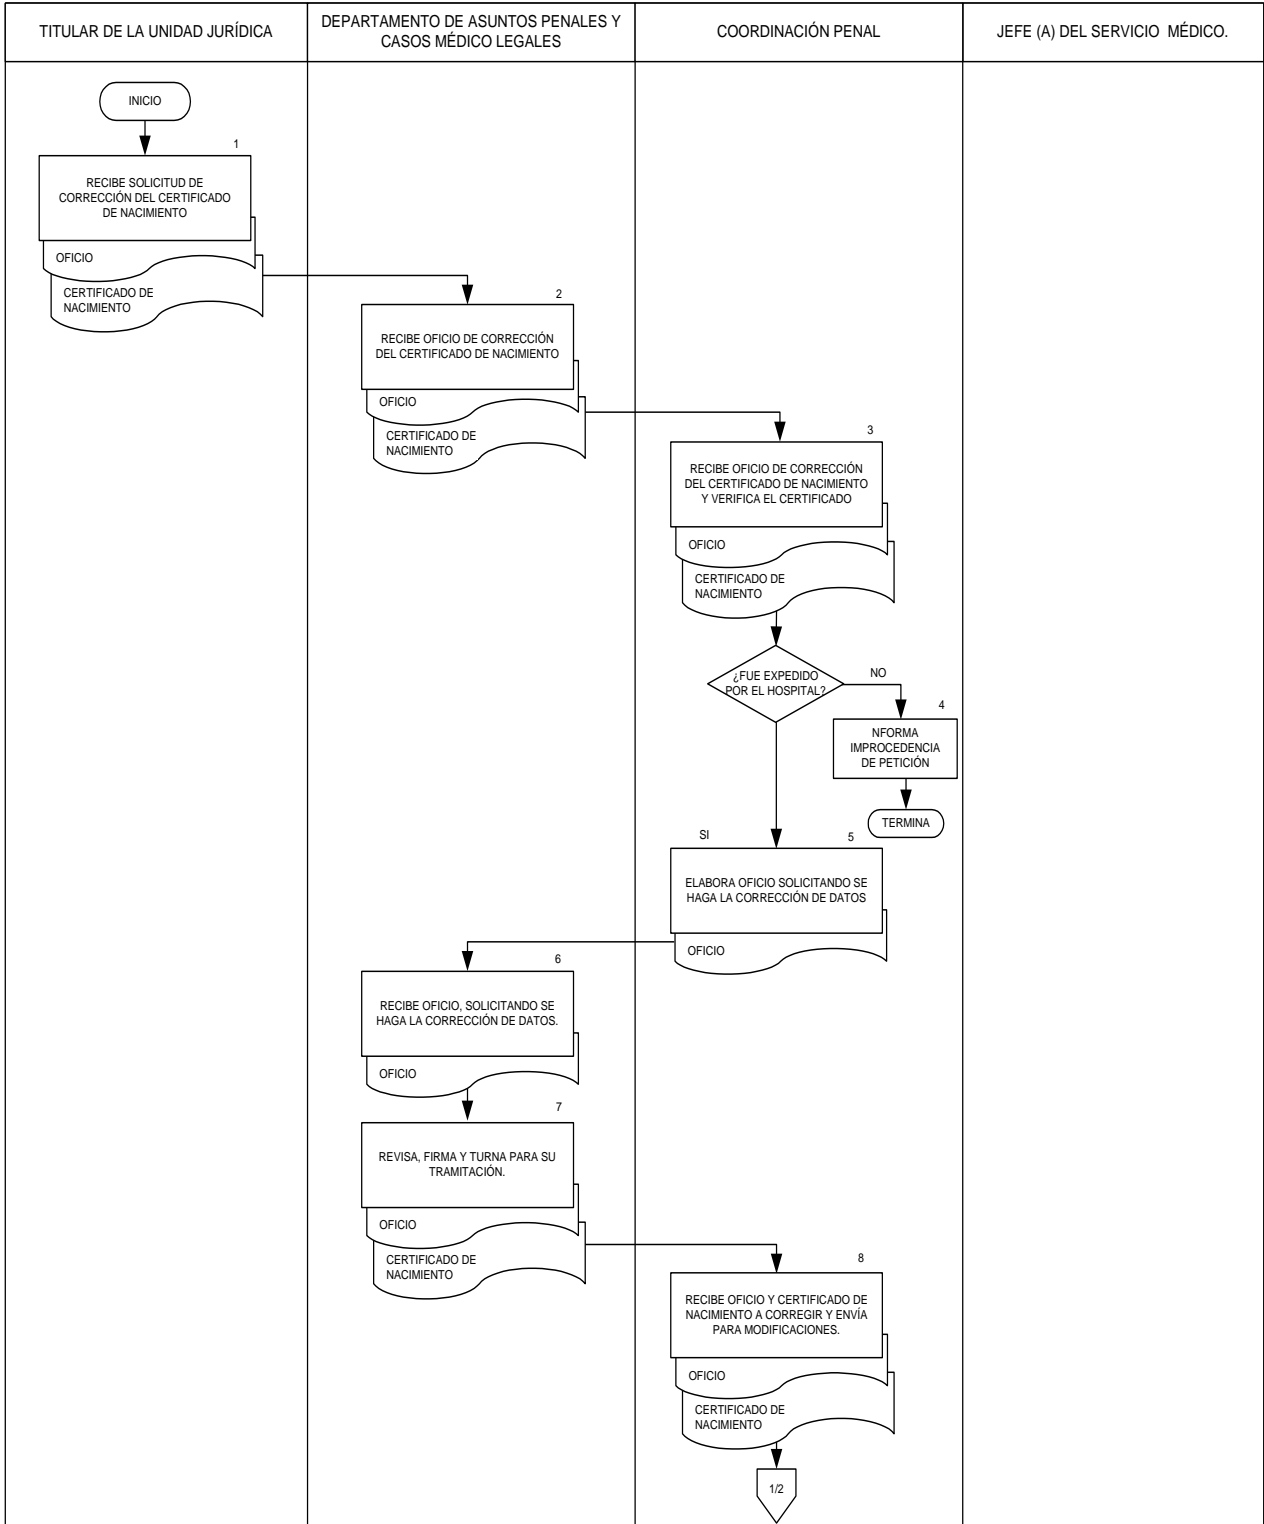 TITULAR DE LA UNIDAD JURÍDICA
DEPARTAMENTO DE ASUNTOS PENALES Y
CASOS MÉDICO LEGALES
COORDINACIÓN PENAL
JEFE (A) DEL SERVICIO MÉDICO.
INICIO
1
RECIBE SOLICITUD DE
CORRECCIÓN DEL CERTIFICADO
DE NACIMIENTO
OFICIO
CERTIFICADO DE
NACIMIENTO
2
RECIBE OFICIO DE CORRECCIÓN
DEL CERTIFICADO DE NACIMIENTO
OFICIO
CERTIFICADO DE
NACIMIENTO
3
RECIBE OFICIO DE CORRECCIÓN
DEL CERTIFICADO DE NACIMIENTO
Y VERIFICA EL CERTIFICADO
OFICIO
CERTIFICADO DE
NACIMIENTO
¿FUE EXPEDIDO
POR EL HOSPITAL?
NO
4
NFORMA
IMPROCEDENCIA
DE PETICIÓN
TERMINA
SI
5
ELABORA OFICIO SOLICITANDO SE
HAGA LA CORRECCIÓN DE DATOS
OFICIO
6
RECIBE OFICIO, SOLICITANDO SE
HAGA LA CORRECCIÓN DE DATOS.
OFICIO
7
REVISA, FIRMA Y TURNA PARA SU
TRAMITACIÓN.
OFICIO
CERTIFICADO DE
NACIMIENTO
8
RECIBE OFICIO Y CERTIFICADO DE
NACIMIENTO A CORREGIR Y ENVÍA
PARA MODIFICACIONES.
OFICIO
CERTIFICADO DE
NACIMIENTO
1/2